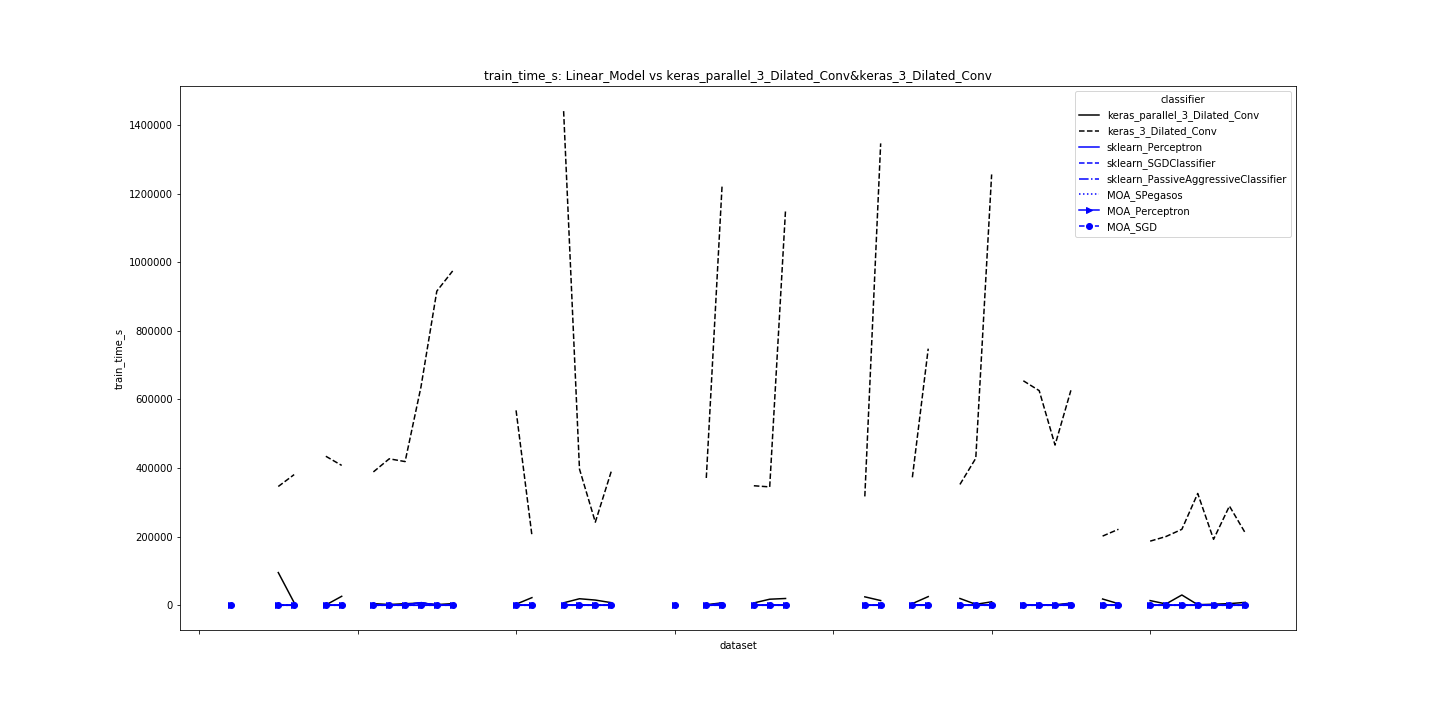 train_time_s: Linear_Model vs keras_parallel_3_Dilated_Conv&keras_3_Dilated_Conv
classifier
keras_parallel_3_Dilated_Conv
keras_3_Dilated_Conv
sklearn_Perceptron
sklearn_SGDClassifier
sklearn_PassiveAggressiveClassifier
MOA_SPegasos
MOA_Perceptron
MOA_SGD
1400000
1200000
1000000
800000
600000
400000
200000
0
train_time_s
dataset